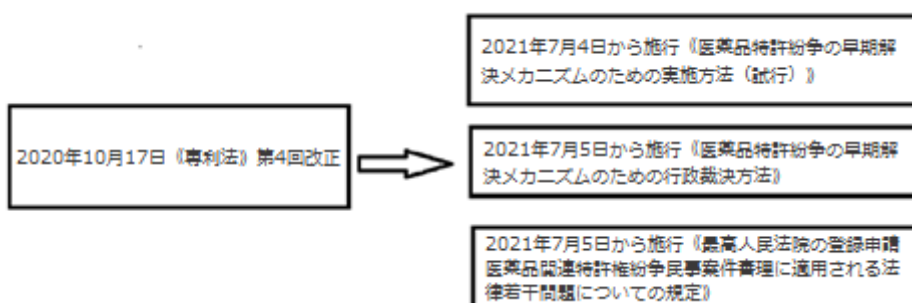 2020年10月17日《専利法》第4回改正
2021年7月4日から施行《医薬品特許紛争の早期解
決メカニズムのための実施方法（試行）》
2021年7月5日から施行《医薬品特許紛争の早期解
決メカニズムのための行政裁決方法》
2021年7月5日から施行《最高人民法院の登録申請
医薬品関連特許権紛争民事案件審理に適用される法
律若干問題についての規定》